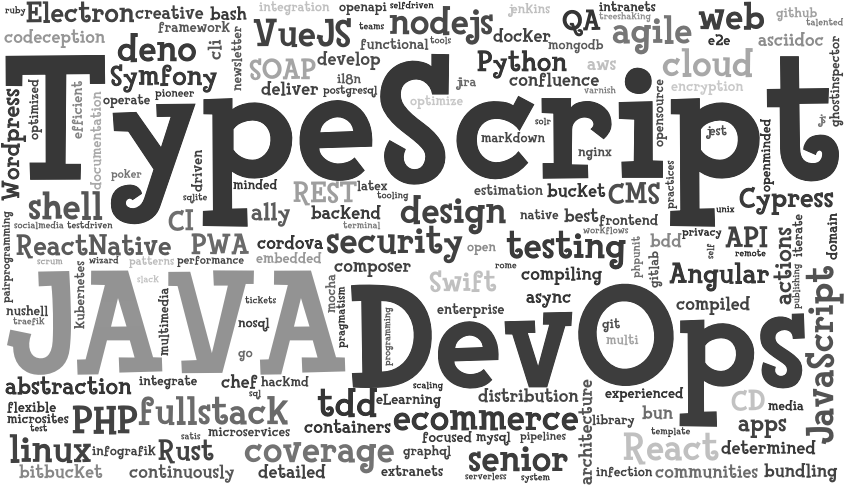 ruby
Electron
creative
bash
integration
openapi
selfdriven
nodejs
jenkins
QA
intranets
treeshaking
web
github
talented
codeception
framework
cli
newsletter
VueJS
teams
functional
tools
docker
mongodb
agile
e2e
asciidoc
deno
SOAP
develop
Python
aws
cloud
ghostinspector
Symfony
il8n
postgresql
jra
confluence
varnish
encryption
optimized
efficient
operate
pioneer
deliver
optimize
opensource
Wordpress
documentation
TypeScript
solr
markdown
nginx
jest
openminded
poker
driven
sqlite
minded
REST
latex
tooling
estimation
bucket
CMS
practices
unix
Cypress
shell
socialmedia
testdriven
CI
ally
backend
terminal
design
native
best
frontend
workflows
privacy
pairprogramming
ReactNative
PWA
cordova
security
open
testing
phpunit
gitlab
bdd
self
API
remote
actions
publishing
iterate
domain
scrum
wizard
patterns
performance
embedded
composer
rome
compiling
Angular
kubernetes
slack
mocha
pragmatism
Swift
async
compiled
JavaScript
nushell
traefik
JAVA
multimedia
tickets
nosql
go
DevOps
programming
enterprise
git
multi
abstraction
integrate
chef
hackmd
sql
scaling
eLearning
distribution
experienced
CD
media
flexible
microsites
test
PHP
fullstack
satis
microservices
tdd
containers
ecommerce
architecture
library
bun
template
apps
linux
infografik
Rust
coverage
focused
mysql
pipelines
graphql
React
determined
bitbucket
continuously
detailed
extranets
senior
serverless
system
infection
communities
bundling